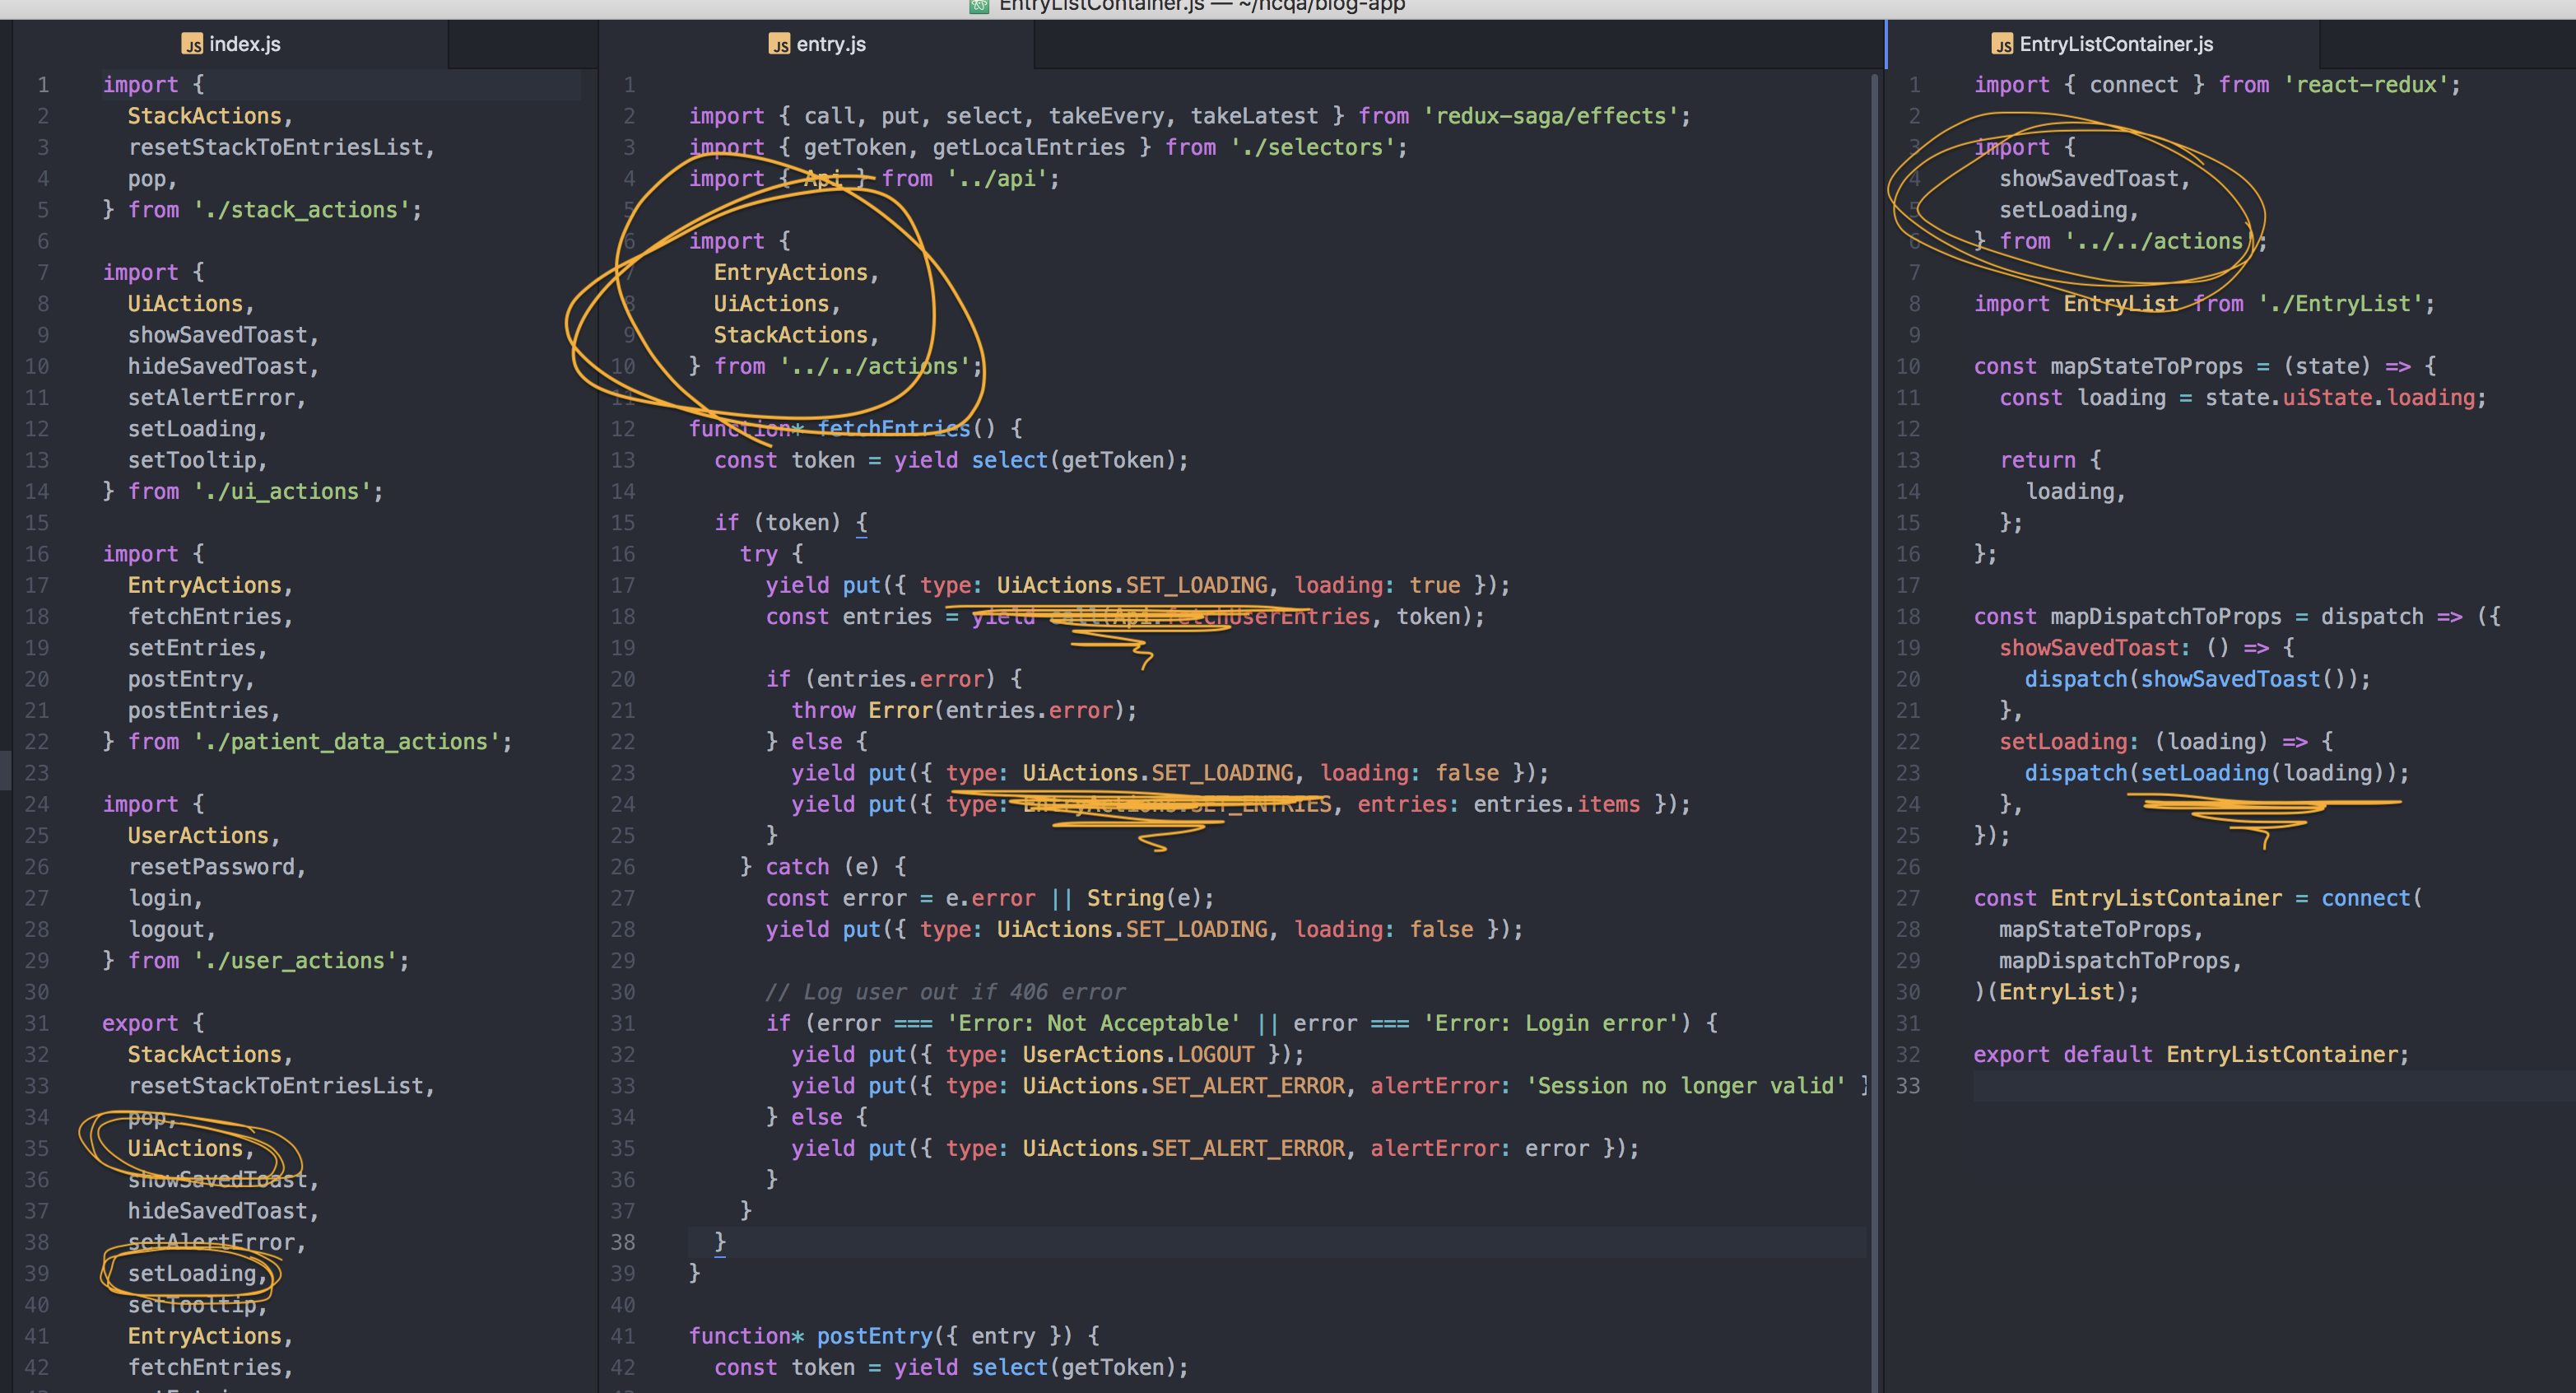 EntryListContainer.js — ~/ncqa/blog-app
JS index.js
1 import {
2 StackActions,
3 resetStackToEntriesList,
4 pop,
5 } from './stack_actions';
6
7 import {
8 UiActions,
9 showSavedToast,
10 hideSavedToast,
11 setAlertError,
12 setLoading,
13 setTooltip,
14 } from './ui_actions';
15
16 import {
17 EntryActions,
18 fetchEntries,
19 setEntries,
20 postEntry,
21 postEntries,
22 } from './patient_data_actions';
23
24 import {
25 UserActions,
26 resetPassword,
27 login,
28 logout,
29 } from './user_actions';
30
31 export {
32 StackActions,
33 resetStackToEntriesList,
34 pop,
35 UiActions,
36 showSavedToast,
37 hideSavedToast,
38 setAlertError,
39 setLoading,
40 setTooltip,
41 EntryActions,
42 fetchEntries,
JS entry.js
1
2 import { call, put, select, takeEvery, takeLatest } from 'redux-saga/effects';
3 import { getToken, getLocalEntries } from './selectors';
4 import { Api } from '../api';
5
6 import {
7 EntryActions,
8 UiActions,
9 StackActions,
10 } from '../../actions';
11
12 function* fetchEntries() {
13 const token = yield select(getToken);
14
15 if (token) {
16 try {
17 yield put({ type: UiActions.SET_LOADING, loading: true });
18 const entries = yield call(Api.fetchUserEntries, token);
19
20 if (entries.error) {
21 throw Error(entries.error);
22 } else {
23 yield put({ type: UiActions.SET_LOADING, loading: false });
24 yield put({ type: EntryActions.SET_ENTRIES, entries: entries.items });
25 }
26 } catch (e) {
27 const error = e.error || String(e);
28 yield put({ type: UiActions.SET_LOADING, loading: false });
29
30 // Log user out if 406 error
31 if (error === 'Error: Not Acceptable' || error === 'Error: Login error') {
32 yield put({ type: UserActions.LOGOUT });
33 yield put({ type: UiActions.SET_ALERT_ERROR, alertError: 'Session no longer valid' }
34 } else {
35 yield put({ type: UiActions.SET_ALERT_ERROR, alertError: error });
36 }
37 }
38 }
39 }
40
41 function* postEntry({ entry }) {
42 const token = yield select(getToken);
JS EntryListContainer.js
1 import { connect } from 'react-redux';
2
3 import {
4 showSavedToast,
5 setLoading,
6 } from '../../actions';
7
8 import EntryList from './EntryList';
9
10 const mapStateToProps = (state) => {
11 const loading = state.uiState.loading;
12
13 return {
14 loading,
15 };
16 };
17
18 const mapDispatchToProps = dispatch => ({
19 showSavedToast: () => {
20 dispatch(showSavedToast());
21 },
22 setLoading: (loading) => {
23 dispatch(setLoading(loading));
24 },
25 });
26
27 const EntryListContainer = connect(
28 mapStateToProps,
29 mapDispatchToProps,
30 )(EntryList);
31
32 export default EntryListContainer;
33